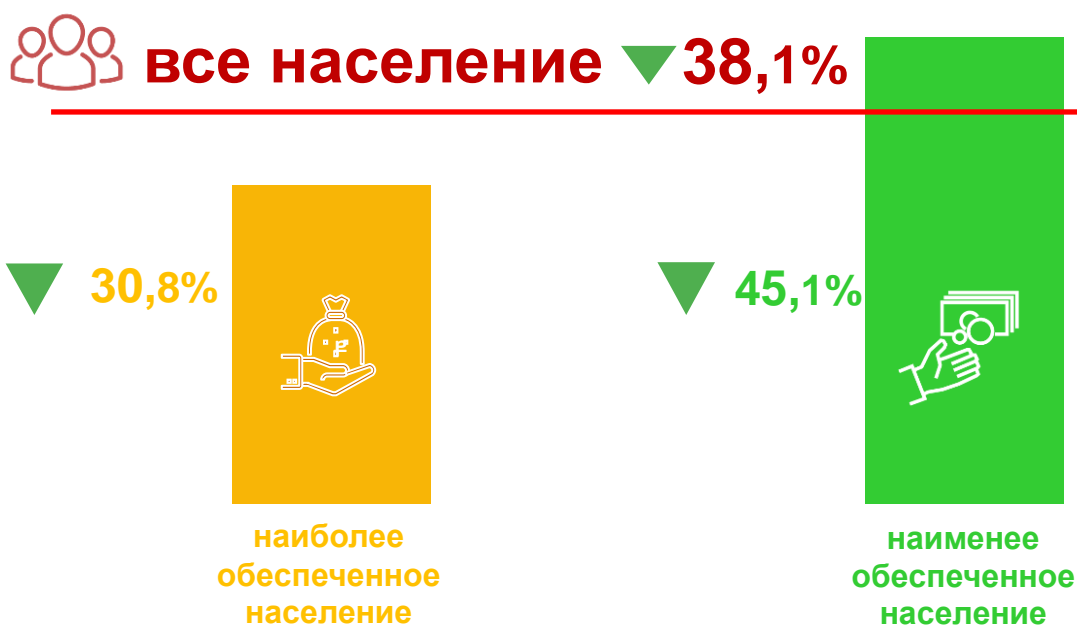 все население 38,1%
30,8%
45,1%
наиболее
обеспеченное
население
наименее
обеспеченное
население